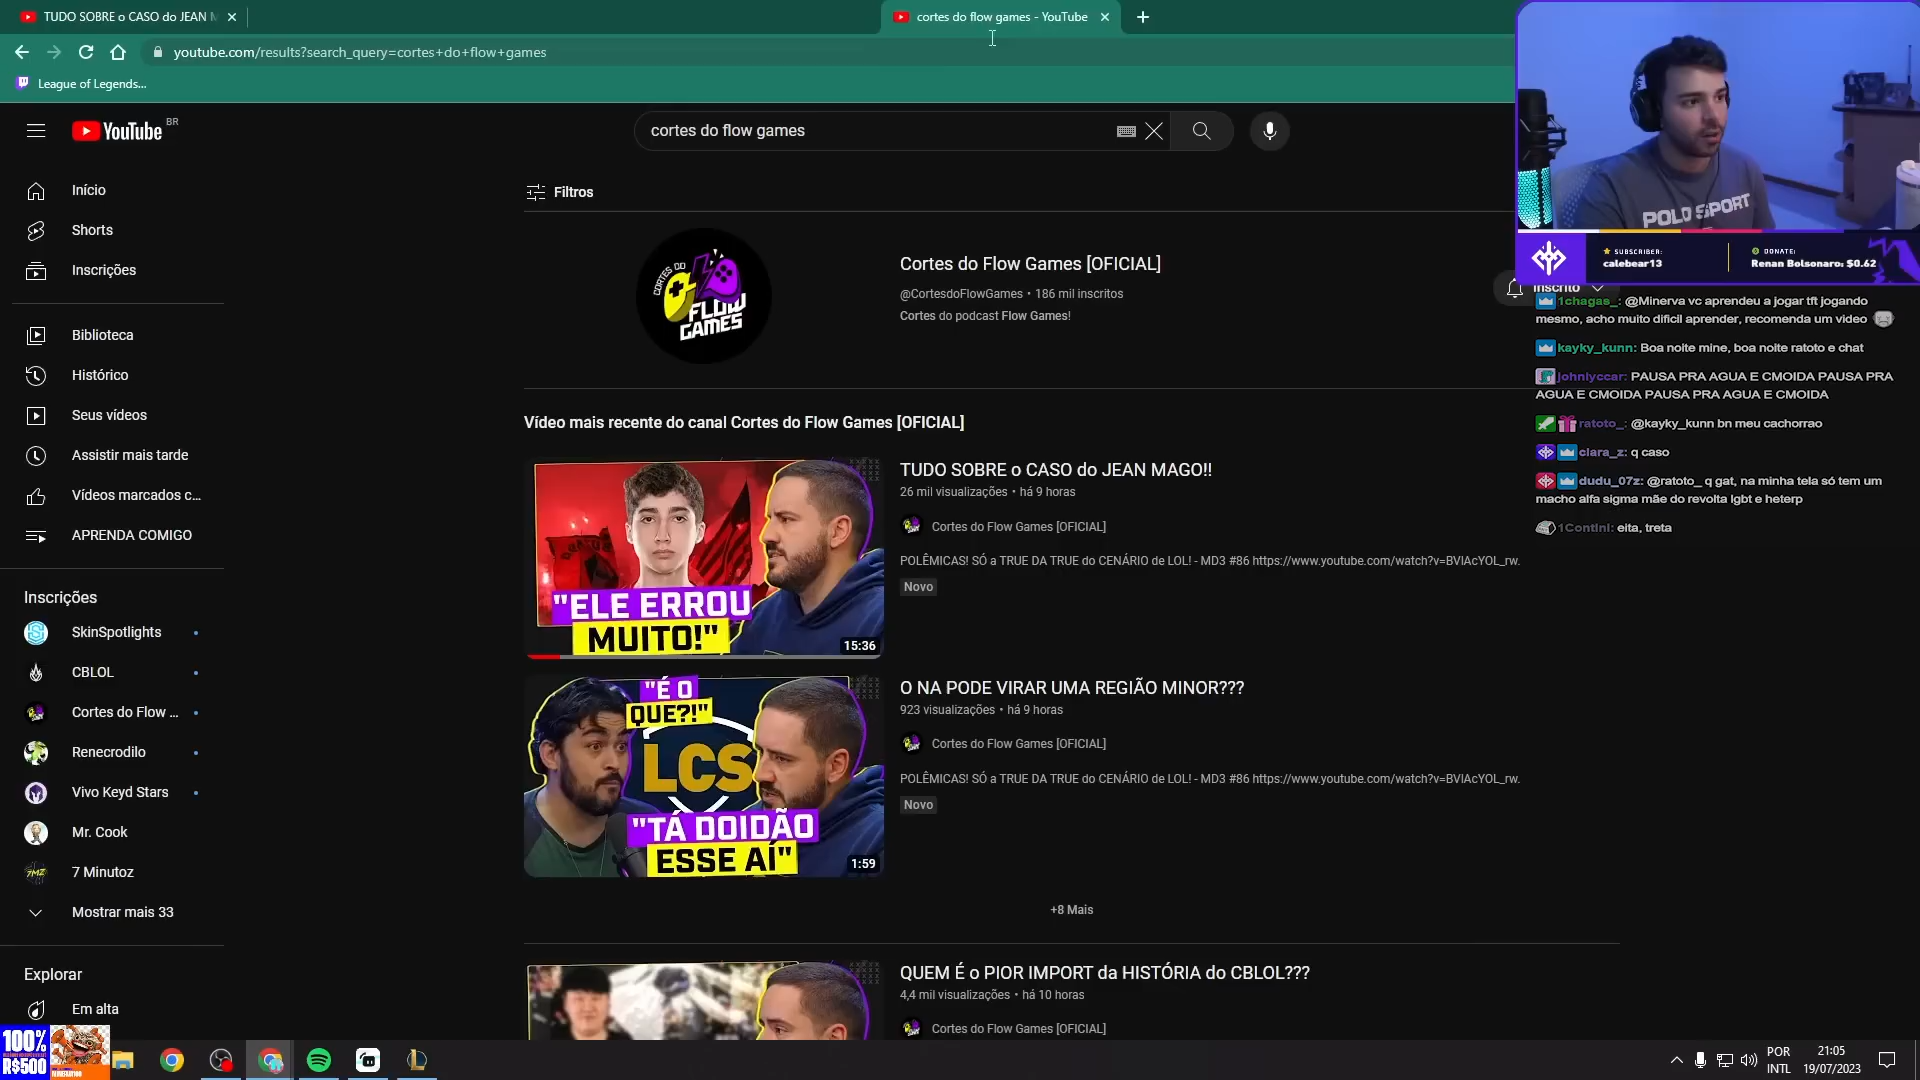 TUDO SOBRE o CASO do JEAN M
cortes do flow games - YouTube
youtube.com/results?search_query=cortes+do+flow+games
League of Legends...
YouTube BR
cortes do flow games
Início
Shorts
Inscrições
Biblioteca
Histórico
Seus vídeos
Assistir mais tarde
Vídeos marcados c...
APRENDA COMIGO
Inscrições
SkinSpotlights
CBLOL
Cortes do Flow ...
Renecrodilo
Vivo Keyd Stars
Mr. Cook
7 Minutoz
Mostrar mais 33
Explorar
Em alta
Filtros
CORTES DO
FLOW
GAMES
Cortes do Flow Games [OFICIAL]
@CortesdoFlowGames • 186 mil inscritos
Cortes do podcast Flow Games!
Inscrito
Vídeo mais recente do canal Cortes do Flow Games [OFICIAL]
"ELE ERROU
MUITO!"
15:36
TUDO SOBRE o CASO do JEAN MAGO!!
26 mil visualizações • há 9 horas
Cortes do Flow Games [OFICIAL]
POLÊMICAS! SÓ a TRUE DA TRUE do CENÁRIO de LOL! - MD3 #86 https://www.youtube.com/watch?v=BVlAcYOL_rw.
Novo
"É O
QUE?!"
LCS
"TÁ DOIDÃO
ESSE AÍ"
1:59
O NA PODE VIRAR UMA REGIÃO MINOR???
923 visualizações • há 9 horas
Cortes do Flow Games [OFICIAL]
POLÊMICAS! SÓ a TRUE DA TRUE do CENÁRIO de LOL! - MD3 #86 https://www.youtube.com/watch?v=BVlAcYOL_rw.
Novo
+8 Mais
QUEM É o PIOR IMPORT da HISTÓRIA do CBLOL???
4,4 mil visualizações • há 10 horas
Cortes do Flow Games [OFICIAL]
POLO SPORT
SUBSCRIBER:
calebear13
DONATE:
Renan Bolsonaro: $0.62
1chagas_: @Minerva vc aprendeu a jogar tft jogando
mesmo, acho muito dificil aprender, recomenda um video
kayky_kunn: Boa noite mine, boa noite ratoto e chat
johnlyccar: PAUSA PRA AGUA E CMOIDA PAUSA PRA
AGUA E CMOIDA PAUSA PRA AGUA E CMOIDA
ratoto_: @kayky_kunn bn meu cachorrao
clara_z: q caso
dudu_07z: @ratoto_ q gat, na minha tela só tem um
macho alfa sigma mãe do revolta lgbt e heterp
1Contini: eita, treta
100%
R$500
POR
INTL
21:05
19/07/2023